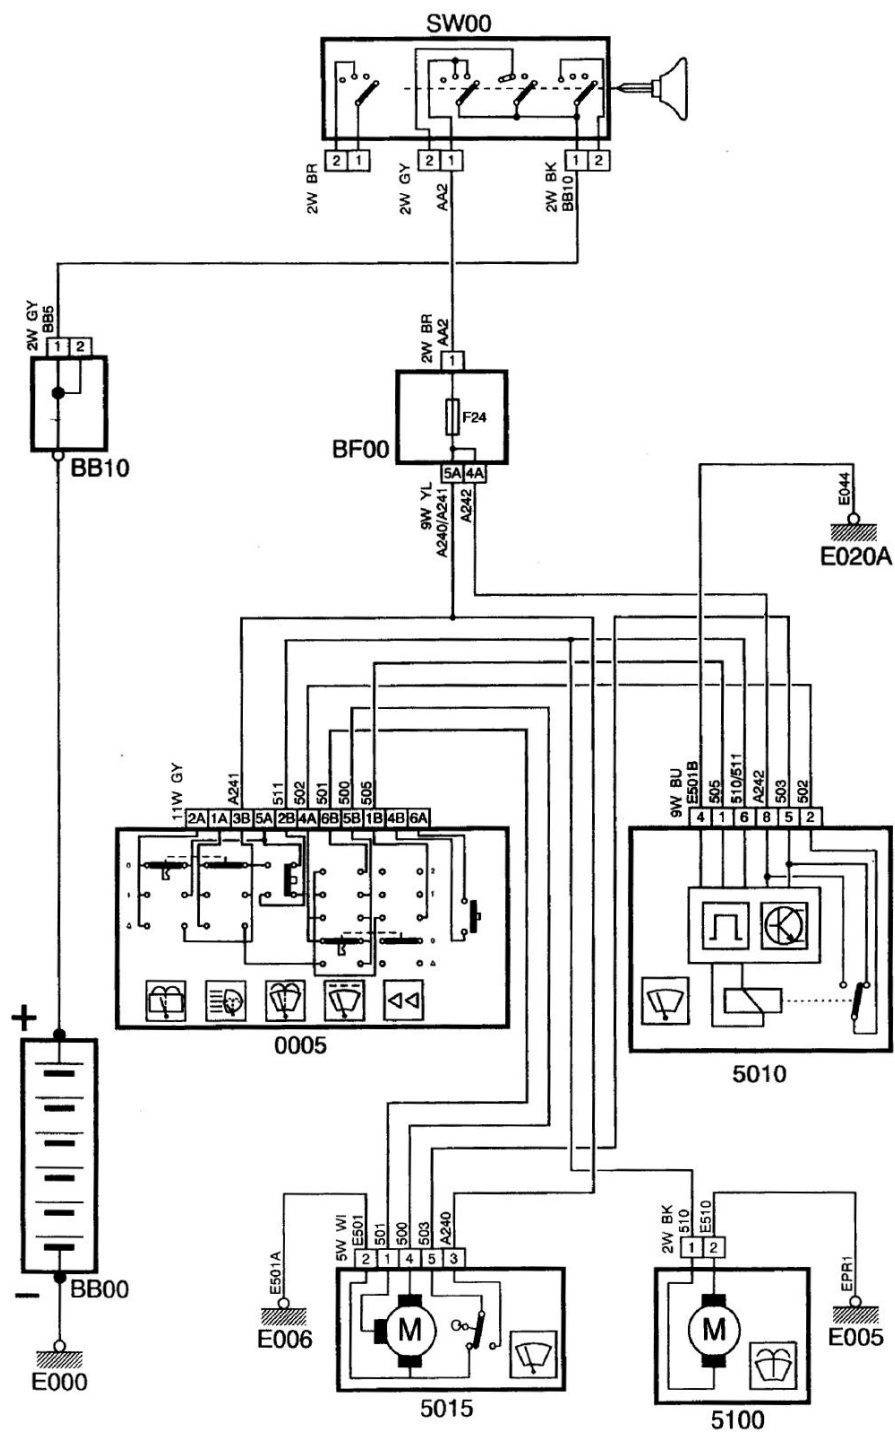 SW00
2 1
2 1
1 2
2W BR
2W GY
AA2
2W BK
BB10
2W GY
BB5
1 2
BB10
2W BR
AA2
1
F24
BF00
5A 4A
9W YL
A240/A241
A242
E044
E020A
11W GY
A241
511
502
501
500
505
2A 1A 3B 5A 2B 4A 6B 5B 1B 4B 6A
0
1
2
1
0
0005
9W BU
E501B
505
510/511
A242
503
502
4 1 6 8 5 2
5010
+
–
BB00
E000
E501A
E006
5W WI
E501
501
500
503
A240
2 1 4 5 3
M
5015
2W BK
510
E510
1 2
M
5100
EPR1
E005